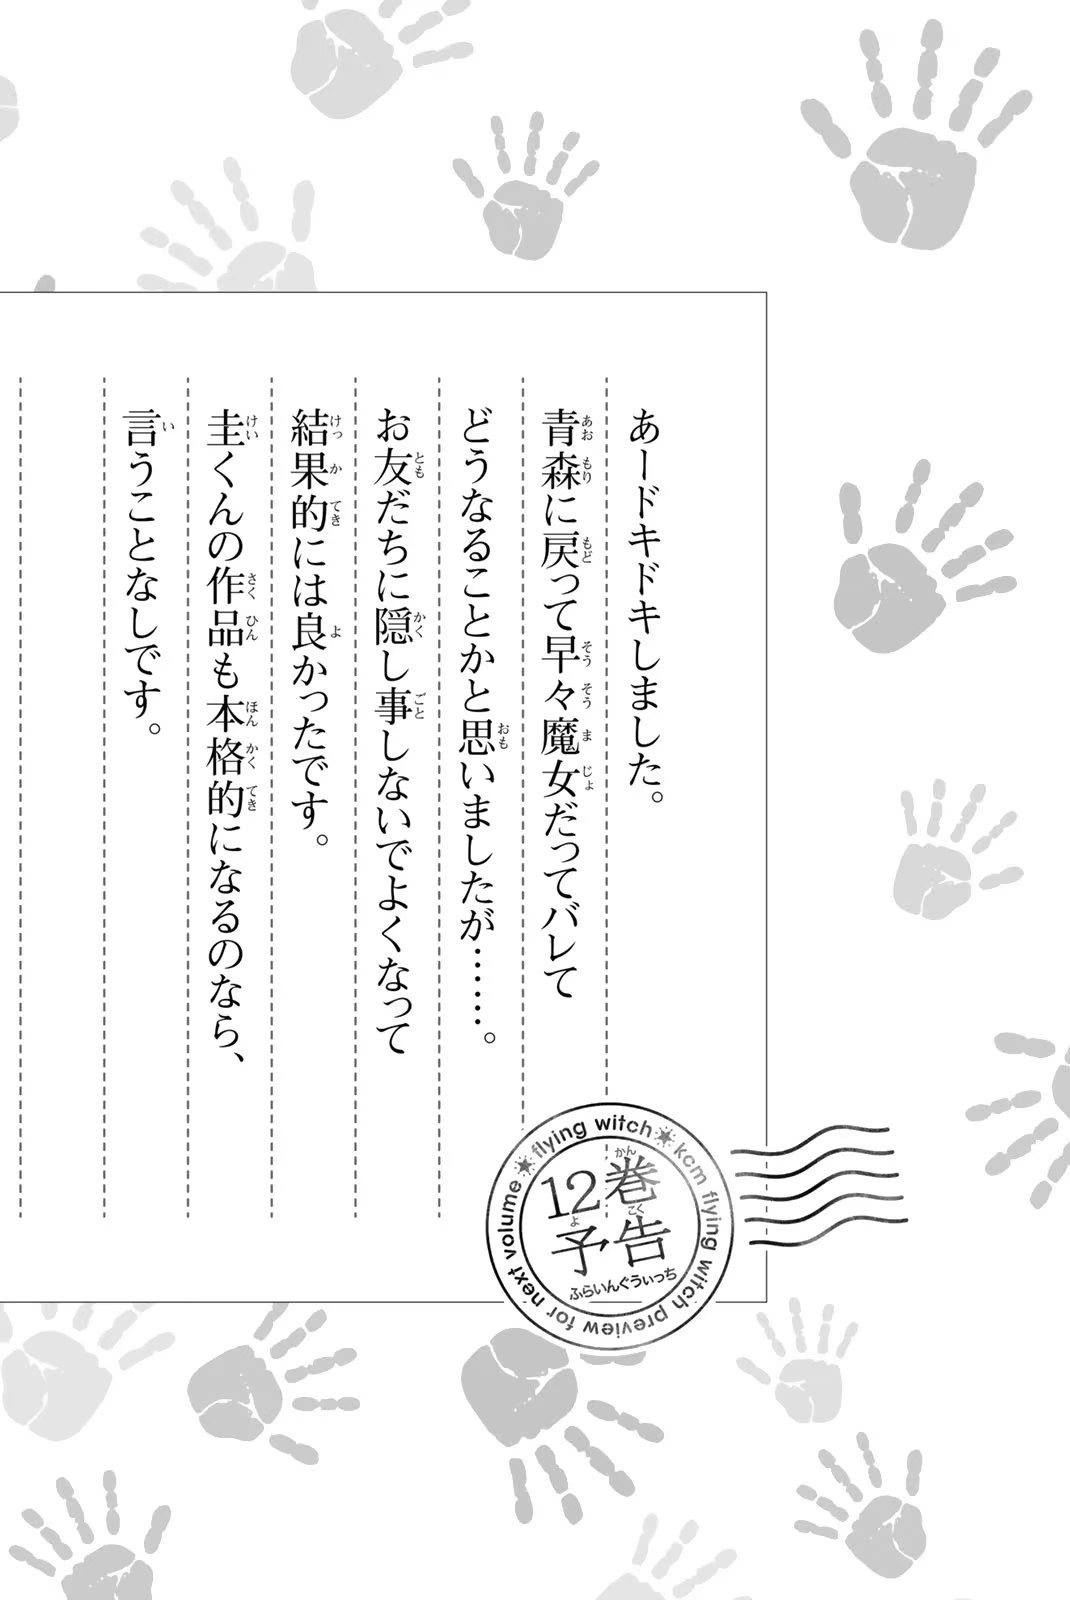 あードキドキしました。
青森に戻って早々魔女だってバレて
どうなることかと思いましたが……。
お友だちに隠し事しないでよくなって
結果的には良かったです。
圭くんの作品も本格的になるのなら、
言うことなしです。
flying witch ★ kcm flying witch preview for next volume ★
12巻
予告
ふらいんぐうぃっち